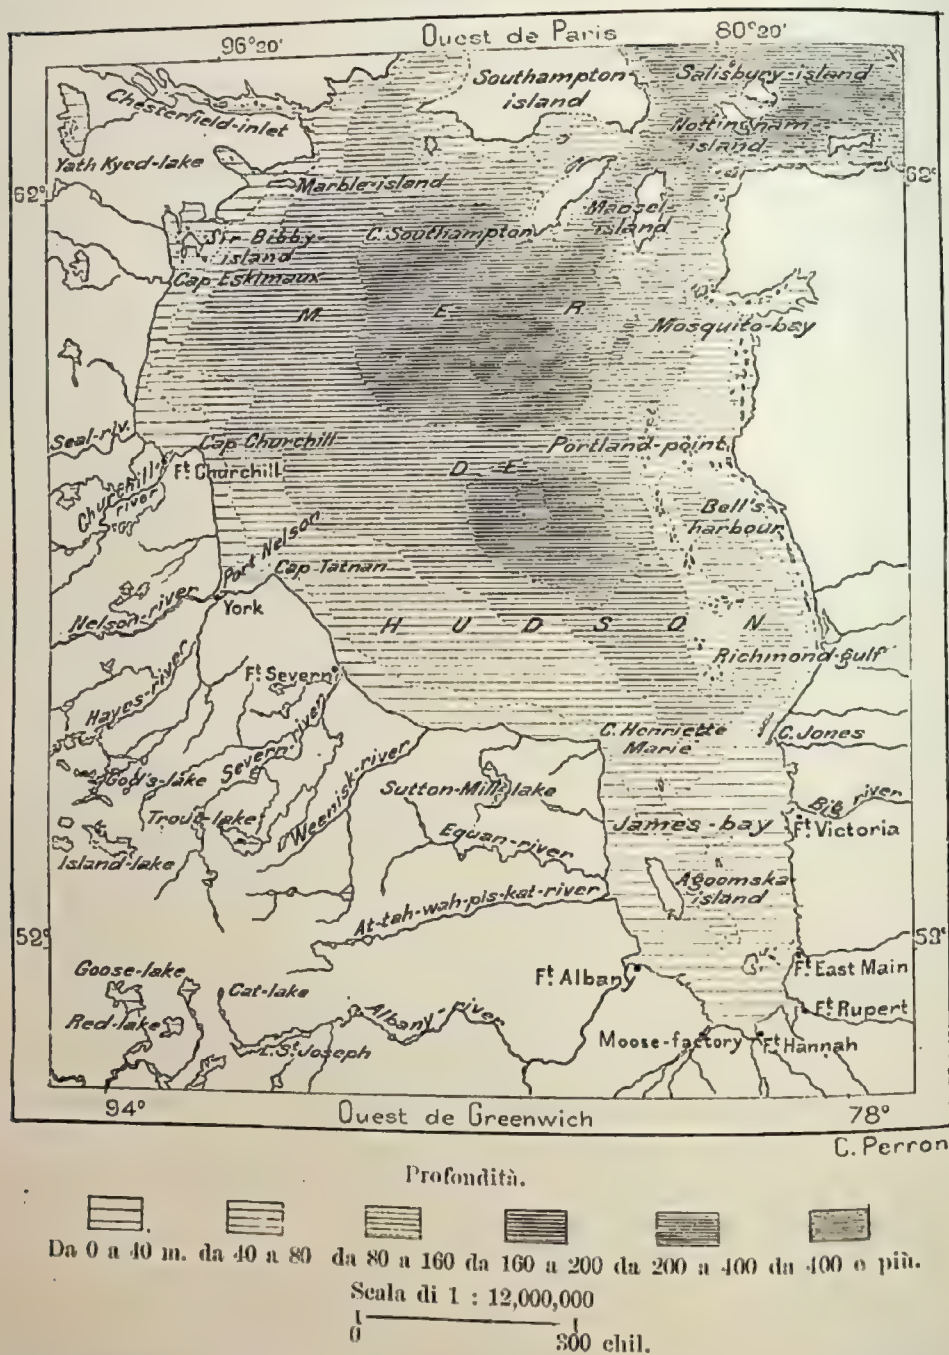 Ouest de Paris
96°20'
80°20'
Southampton
island
Salisbury-island
Chesterfield-inlet
Nottingham
island
Yath Kyed-lake
62°
62°
Marble-island
Mansel-
island
Sir Bibby-
island
C. Southampton
Cap Eskimaux
MER
Mosquito-bay
Seal-riv.
Cap Churchill
Portland-point
Churchill
river
Ft Churchill
DE
Bell's
harbour
Port Nelson
Cap Tatnan
Nelson-river
York
HUDSON
Hayes-river
Ft Severn
Richmond-gulf
Severn-river
C. Henriette
Marie
C. Jones
God's-lake
Weenisk-river
Sutton-Mill-lake
Big river
Trout-lake
James-bay
Ft Victoria
Island-lake
Equan-river
Agoomska-
island
At-tah-wah-pis-kat-river
52°
52°
Goose-lake
Cat-lake
Ft Albany
Ft East Main
Red-lake
Albany-river
Ft Rupert
L. St Joseph
Moose-factory
Ft Hannah
94°
Ouest de Greenwich
78°
C. Perron
Profondità.
Da 0 a 40 m. da 40 a 80 da 80 a 160 da 160 a 200 da 200 a 400 da 400 o più.
Scala di 1 : 12,000,000
0 300 chil.